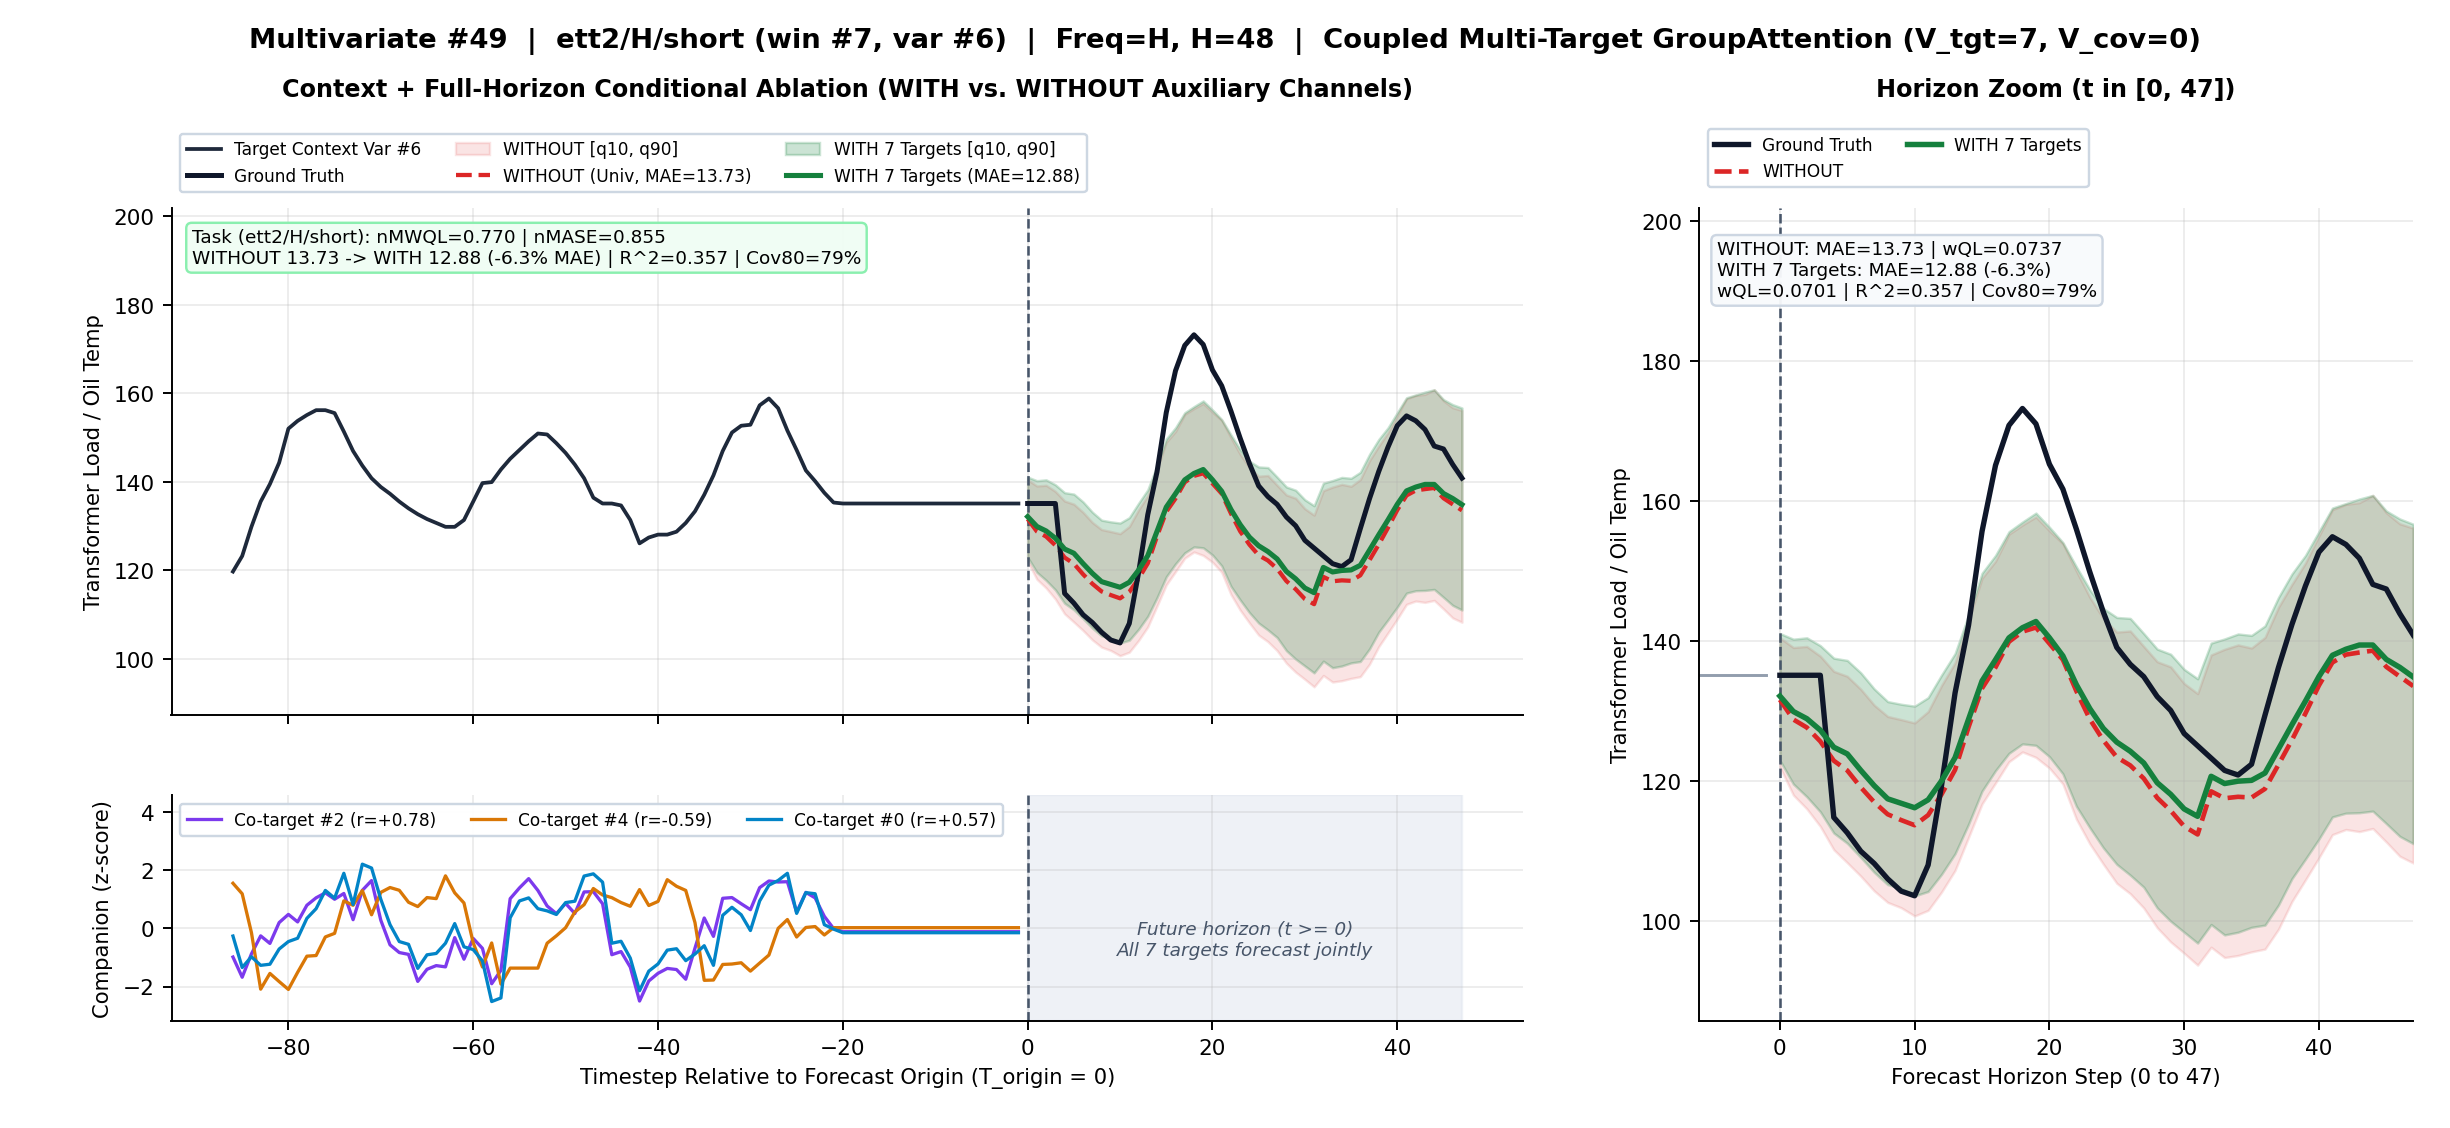 Multivariate #49 | ett2/H/short (win #7, var #6) | Freq=H, H=48 | Coupled Multi-Target GroupAttention (V_tgt=7, V_cov=0)
Context + Full-Horizon Conditional Ablation (WITH vs. WITHOUT Auxiliary Channels)
Target Context Var #6
Ground Truth
WITHOUT [q10, q90]
WITHOUT (Univ, MAE=13.73)
WITH 7 Targets [q10, q90]
WITH 7 Targets (MAE=12.88)
Task (ett2/H/short): nMWQL=0.770 | nMASE=0.855
WITHOUT 13.73 -> WITH 12.88 (-6.3% MAE) | R^2=0.357 | Cov80=79%
Transformer Load / Oil Temp
200
180
160
140
120
100
Co-target #2 (r=+0.78)
Co-target #4 (r=-0.59)
Co-target #0 (r=+0.57)
Companion (z-score)
4
2
0
−2
Future horizon (t >= 0)
All 7 targets forecast jointly
−80
−60
−40
−20
0
20
40
Timestep Relative to Forecast Origin (T_origin = 0)
Horizon Zoom (t in [0, 47])
Ground Truth
WITHOUT
WITH 7 Targets
WITHOUT: MAE=13.73 | wQL=0.0737
WITH 7 Targets: MAE=12.88 (-6.3%)
wQL=0.0701 | R^2=0.357 | Cov80=79%
Transformer Load / Oil Temp
200
180
160
140
120
100
0
10
20
30
40
Forecast Horizon Step (0 to 47)